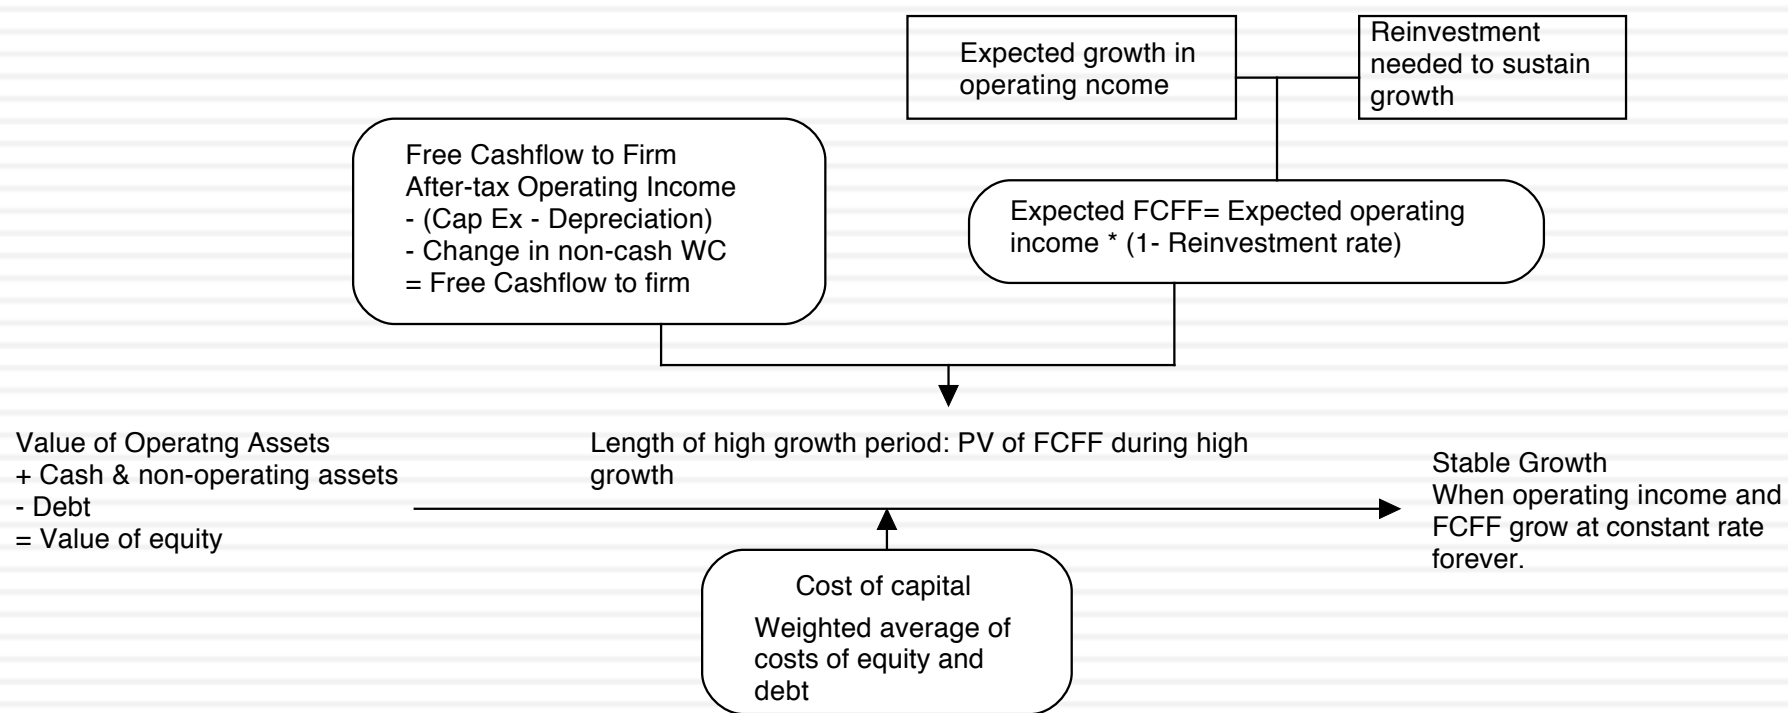 Expected growth in
operating ncome
Reinvestment
needed to sustain
growth
Free Cashflow to Firm
After-tax Operating Income
- (Cap Ex - Depreciation)
- Change in non-cash WC
= Free Cashflow to firm
Expected FCFF= Expected operating
income * (1- Reinvestment rate)
Value of Operatng Assets
+ Cash & non-operating assets
- Debt
= Value of equity
Length of high growth period: PV of FCFF during high
growth
Stable Growth
When operating income and
FCFF grow at constant rate
forever.
Cost of capital
Weighted average of
costs of equity and
debt